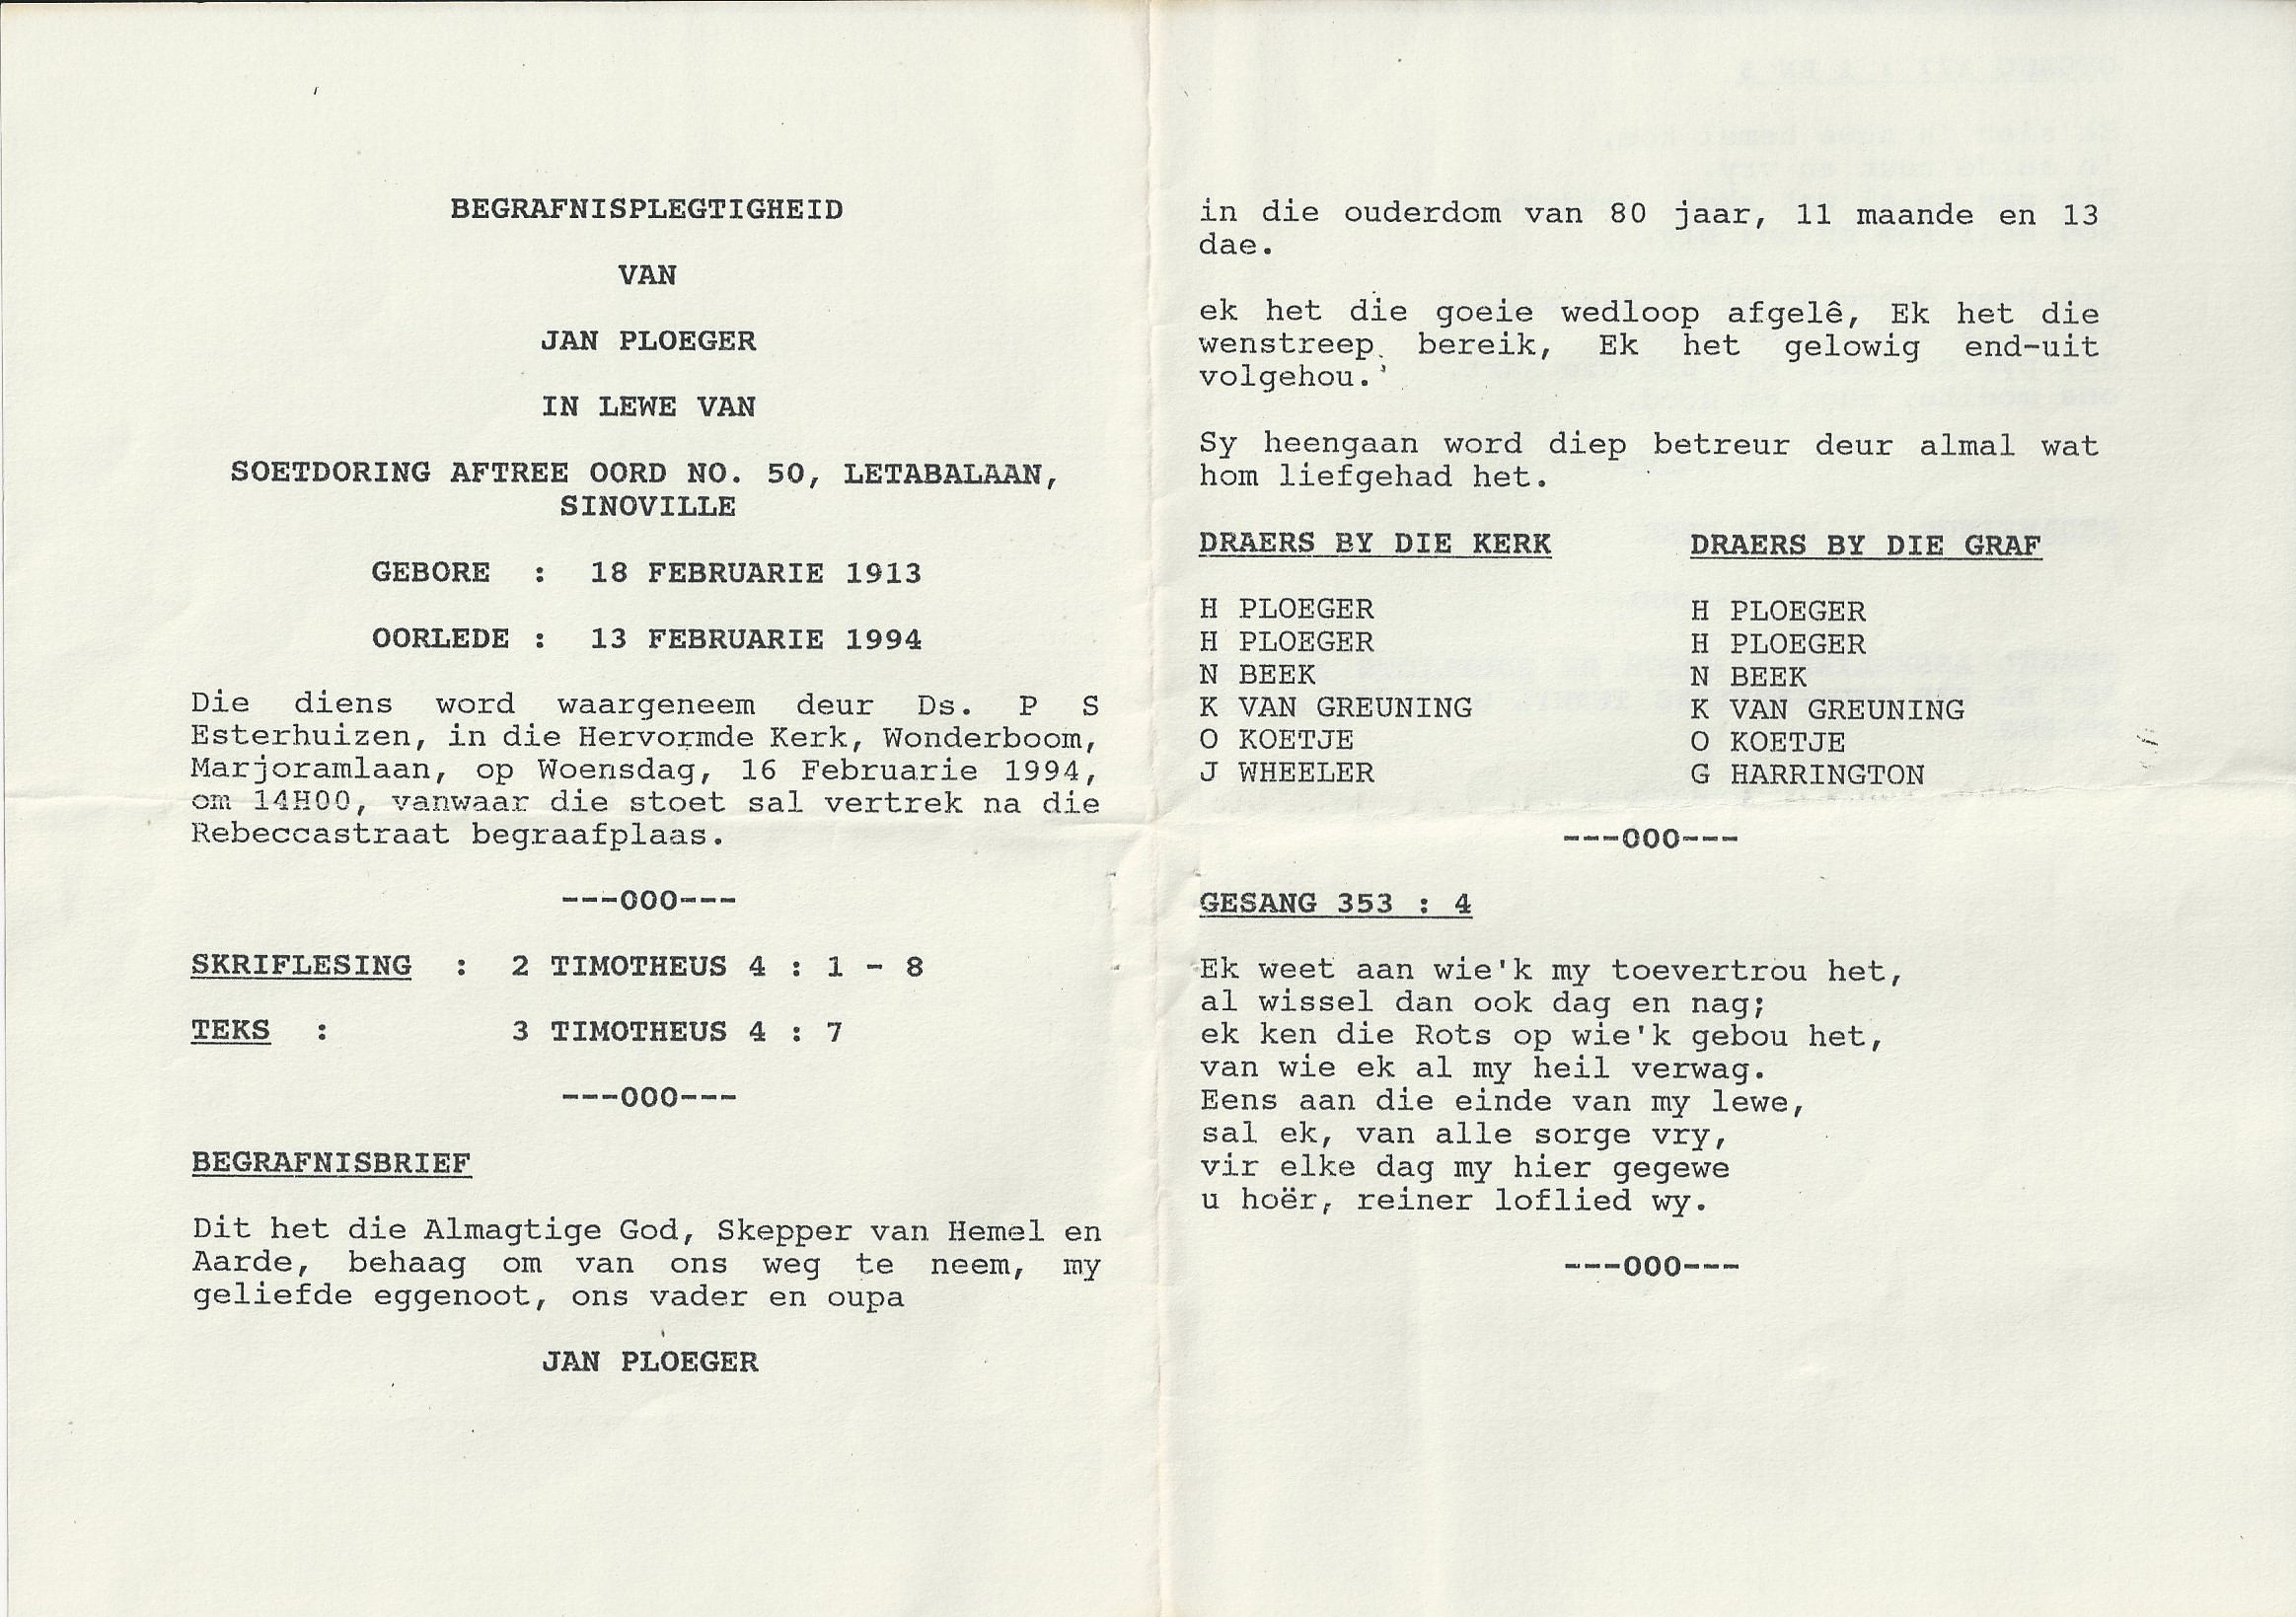 BEGRAFNISPLEGTIGHEID
VAN
JAN PLOEGER
IN LEWE VAN
SOETDORING AFTREE OORD NO. 50, LETABALAAN,
SINOVILLE
GEBORE : 18 FEBRUARIE 1913
OORLEDE : 13 FEBRUARIE 1994
Die diens word waargeneem deur Ds. P S
Esterhuizen, in die Hervormde Kerk, Wonderboom,
Marjoramlaan, op Woensdag, 16 Februarie 1994,
om 14H00, vanwaar die stoet sal vertrek na die
Rebeccastraat begraafplaas.
---OOO---
SKRIFLESING : 2 TIMOTHEUS 4 : 1 - 8
TEKS : 3 TIMOTHEUS 4 : 7
---OOO---
BEGRAFNISBRIEF
Dit het die Almagtige God, Skepper van Hemel en
Aarde, behaag om van ons weg te neem, my
geliefde eggenoot, ons vader en oupa
JAN PLOEGER
in die ouderdom van 80 jaar, 11 maande en 13
dae.
ek het die goeie wedloop afgelê, Ek het die
wenstreep bereik, Ek het gelowig end-uit
volgehou.'
Sy heengaan word diep betreur deur almal wat
hom liefgehad het.
DRAERS BY DIE KERK DRAERS BY DIE GRAF
H PLOEGER H PLOEGER
H PLOEGER H PLOEGER
N BEEK N BEEK
K VAN GREUNING K VAN GREUNING
O KOETJE O KOETJE
J WHEELER G HARRINGTON
---OOO---
GESANG 353 : 4
Ek weet aan wie'k my toevertrou het,
al wissel dan ook dag en nag;
ek ken die Rots op wie'k gebou het,
van wie ek al my heil verwag.
Eens aan die einde van my lewe,
sal ek, van alle sorge vry,
vir elke dag my hier gegewe
u hoër, reiner loflied wy.
---OOO---